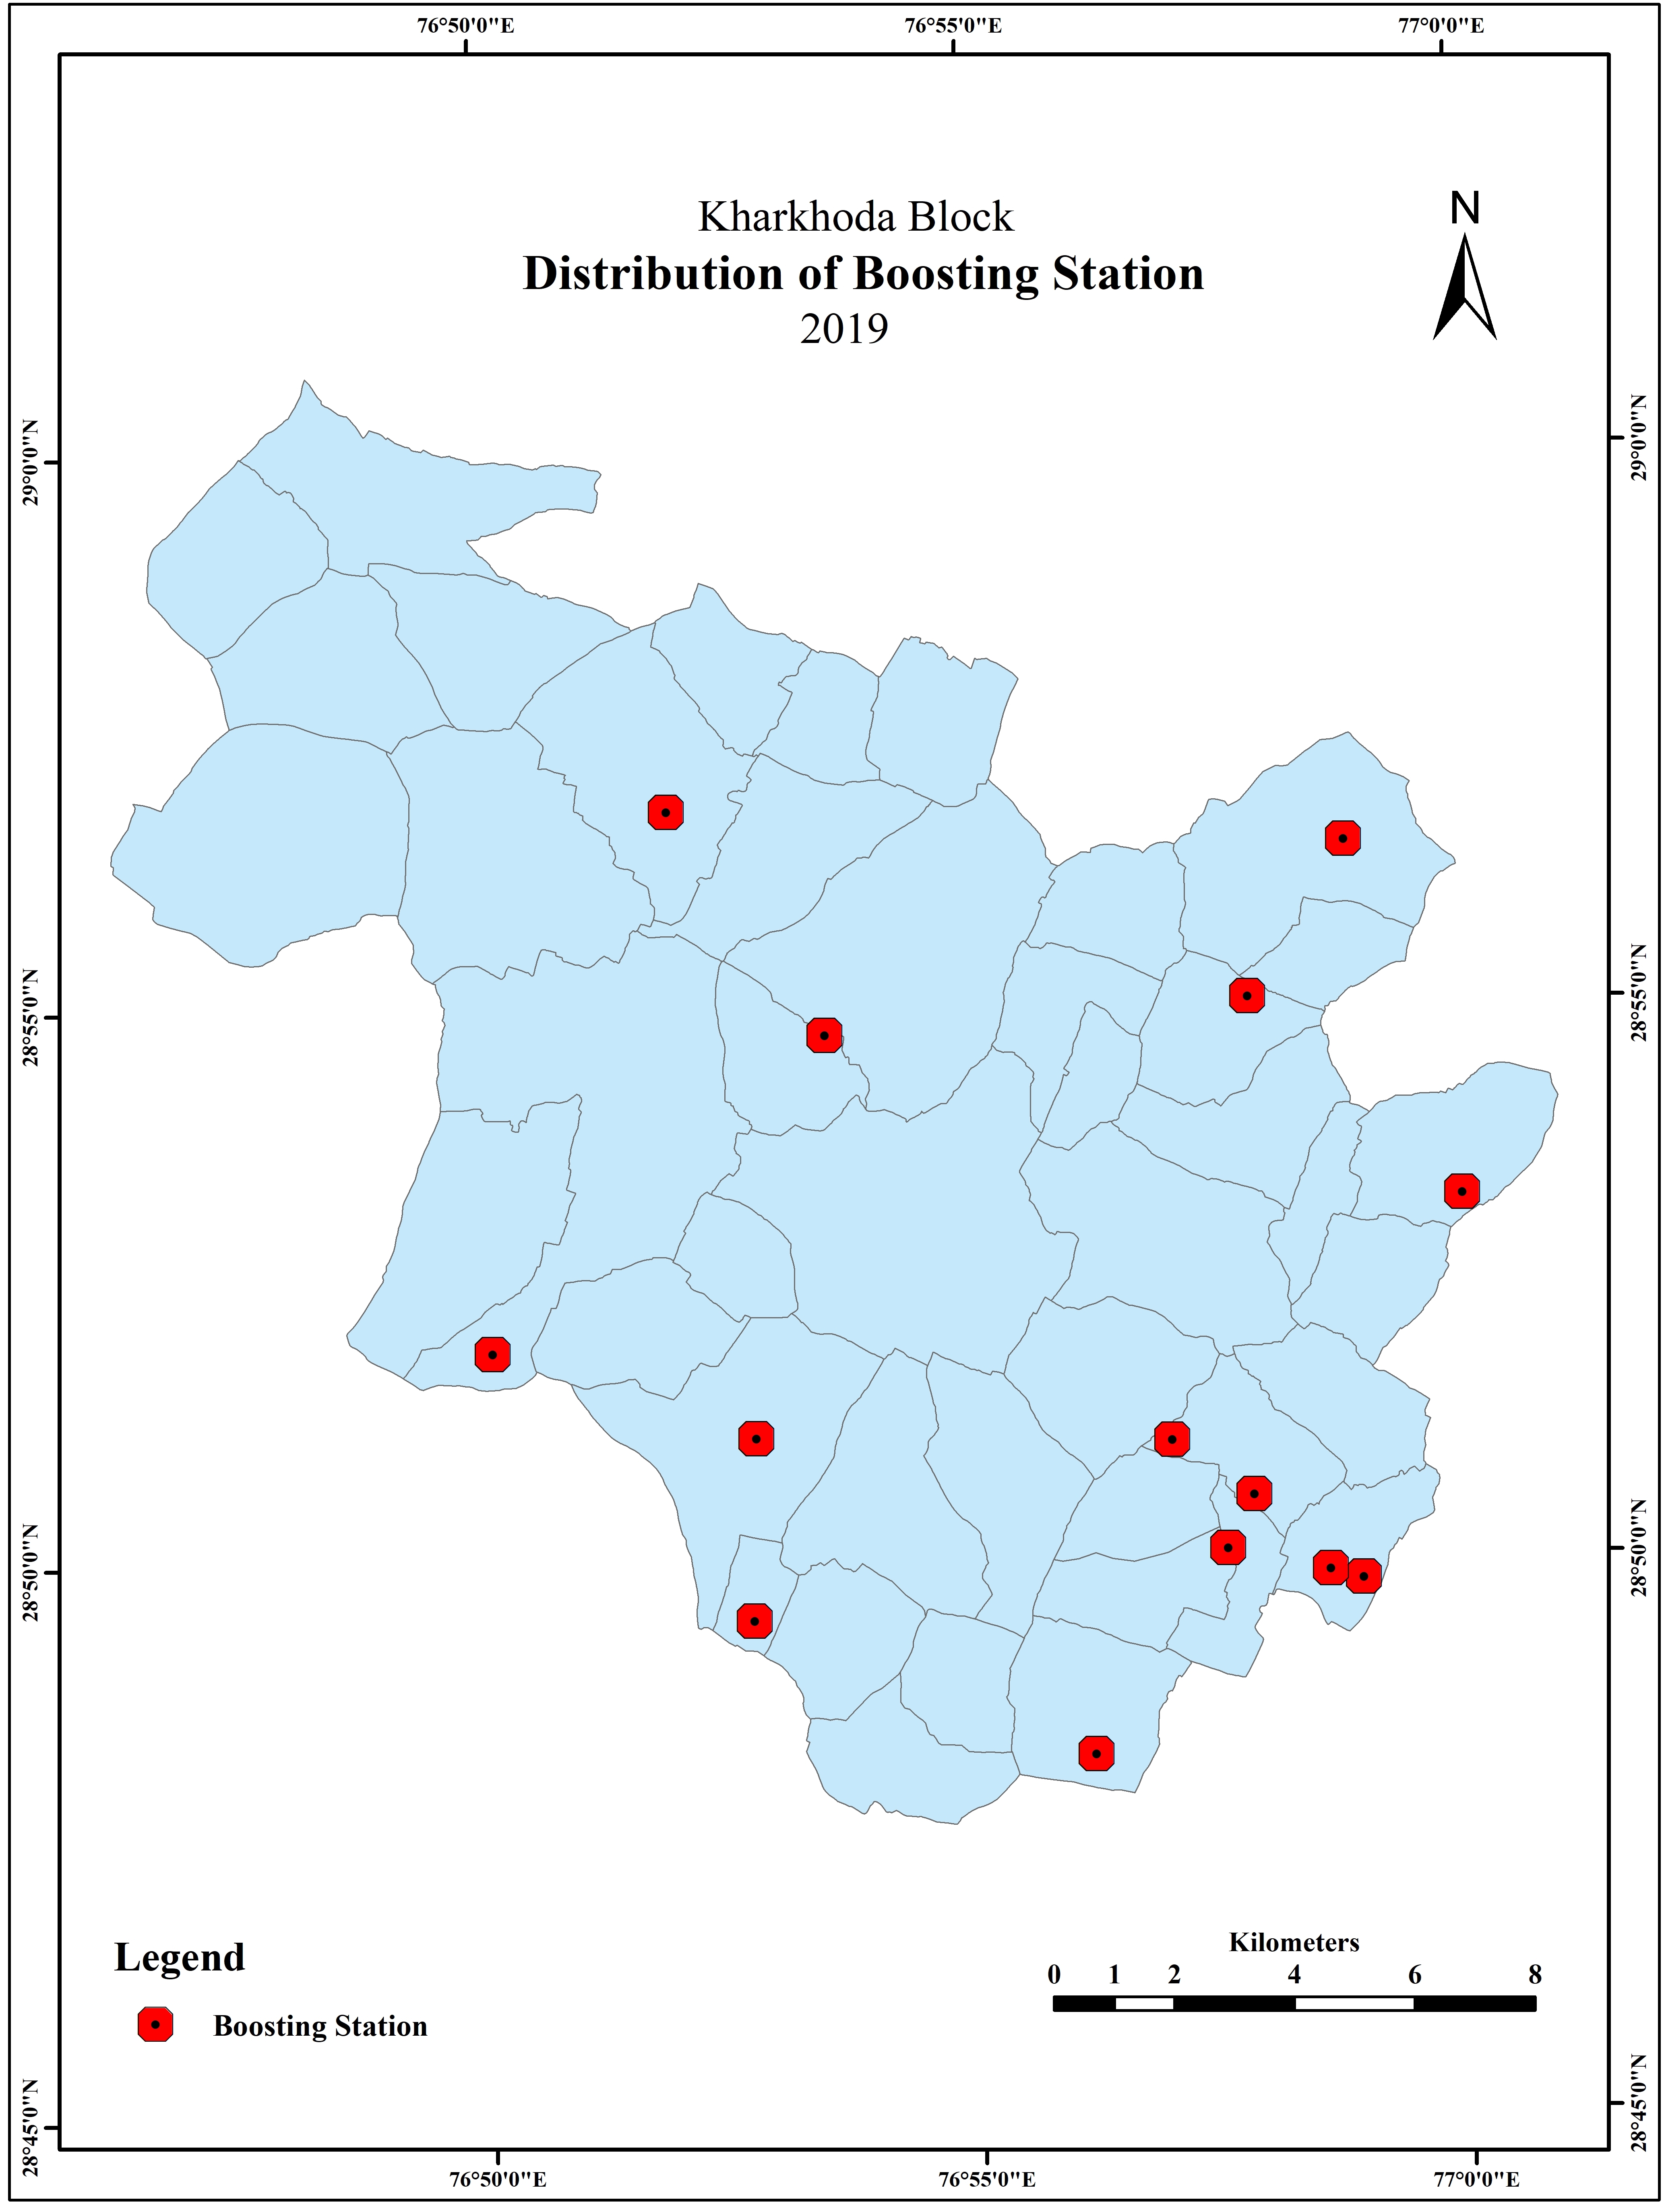 76°50'0"E 76°55'0"E 77°0'0"E
Kharkhoda Block
Distribution of Boosting Station
2019
N
29°0'0"N 29°0'0"N
28°55'0"N 28°55'0"N
28°50'0"N 28°50'0"N
Legend
Boosting Station
Kilometers
0 1 2 4 6 8
28°45'0"N 28°45'0"N
76°50'0"E 76°55'0"E 77°0'0"E